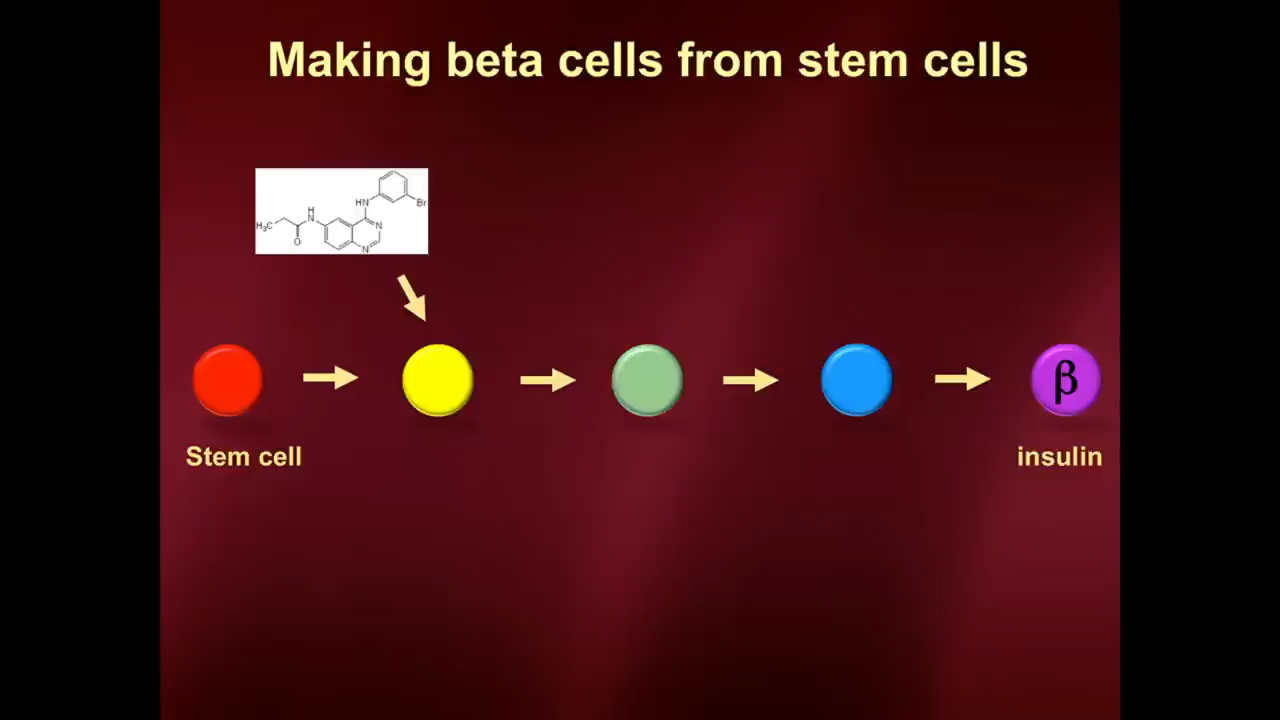 Making beta cells from stem cells
H₃C
O
H
N
HN
Br
N
N
β
Stem cell
insulin